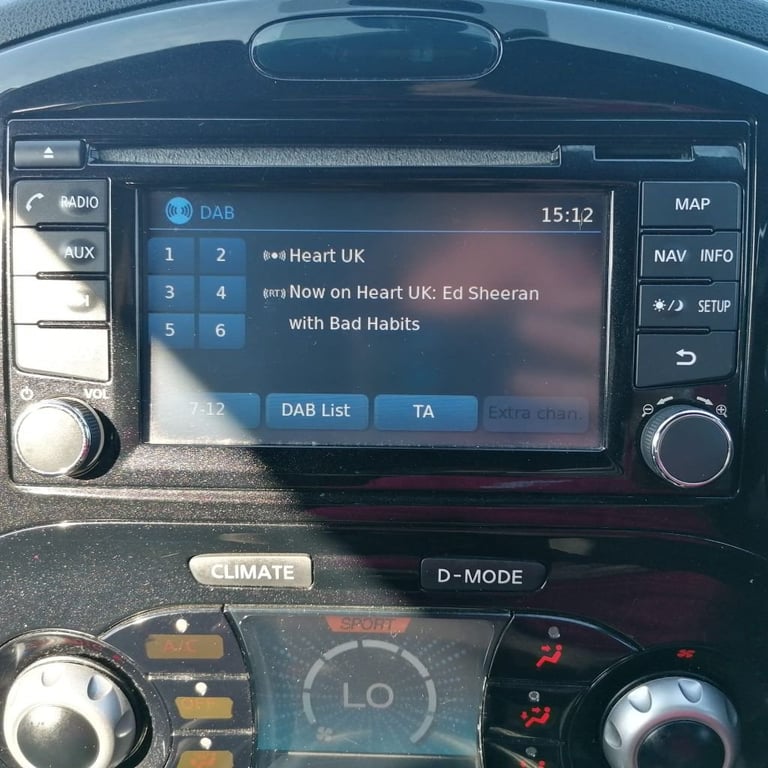 DAB
15:12
1 2
3 4
5 6
Heart UK
Now on Heart UK: Ed Sheeran
with Bad Habits
7-12
DAB List
TA
Extra chan.
RADIO
AUX
VOL
MAP
NAV INFO
SETUP
CLIMATE
D-MODE
SPORT
A/C
OFF
LO